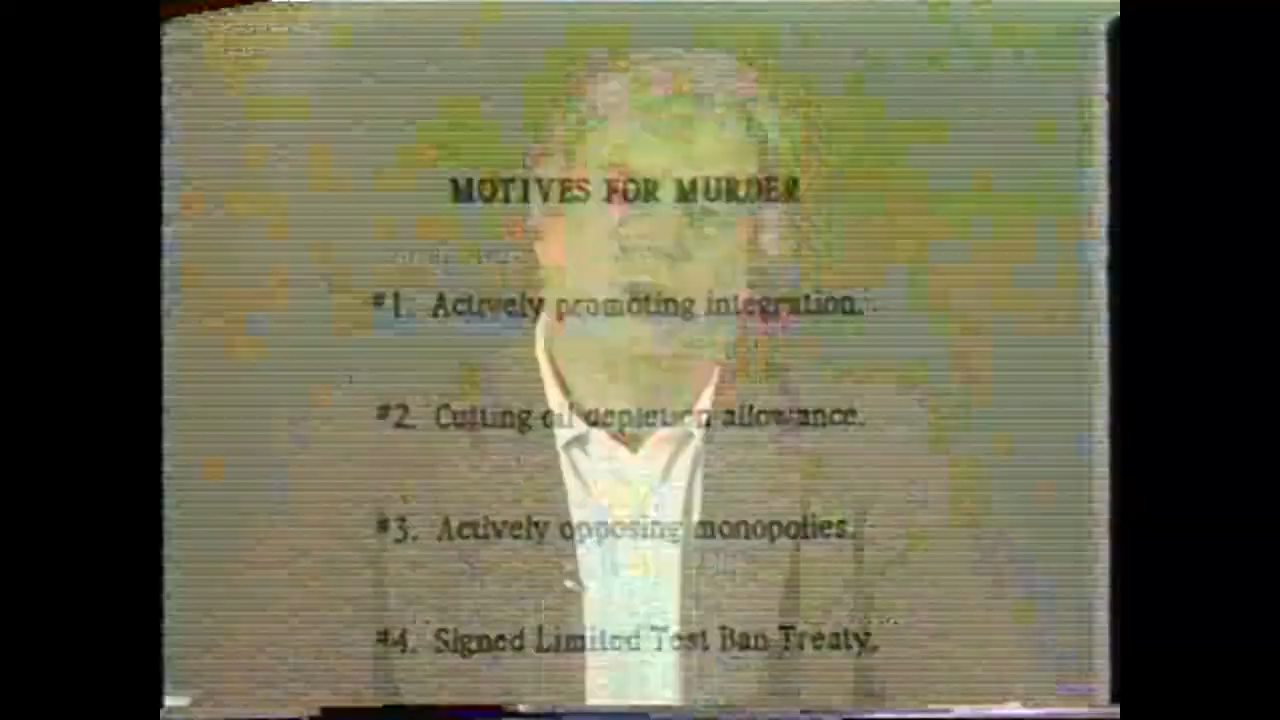 MOTIVES FOR MURDER
#1. Actively promoting integration.
#2. Cutting oil depletion allowance.
#3. Actively opposing monopolies.
#4. Signed Limited Test Ban Treaty.